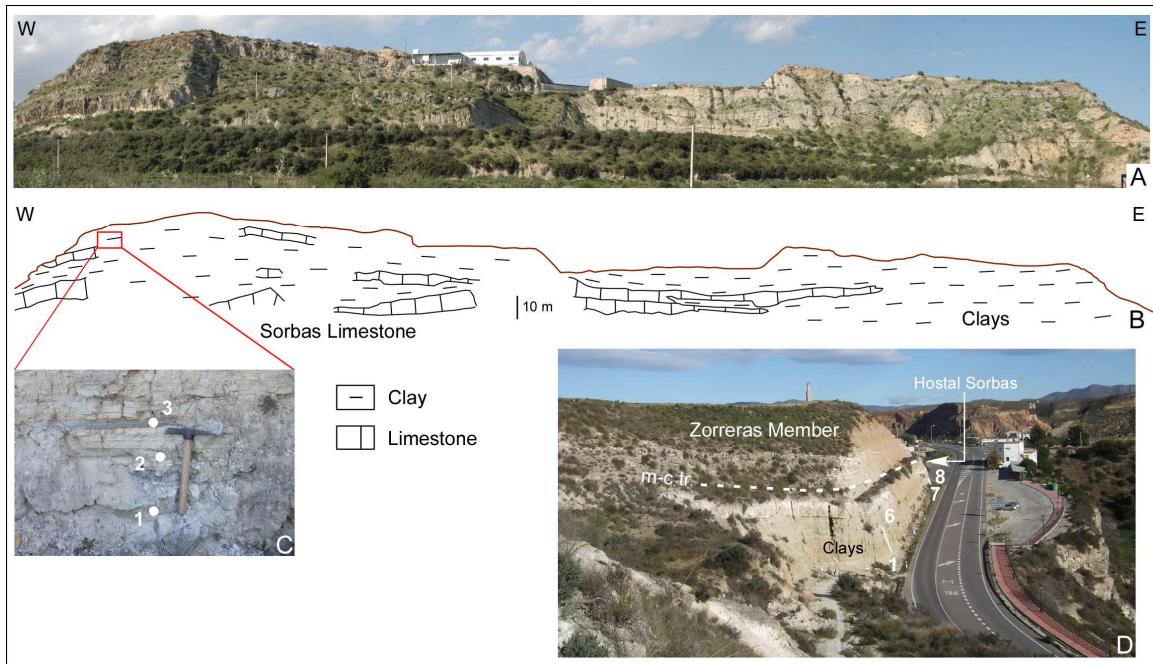 W
E
A
W
E
10 m
Sorbas Limestone
Clays
B
3
2
1
C
Clay
Limestone
Hostal Sorbas
Zorreras Member
m-c tr.
8
7
6
Clays
1
D